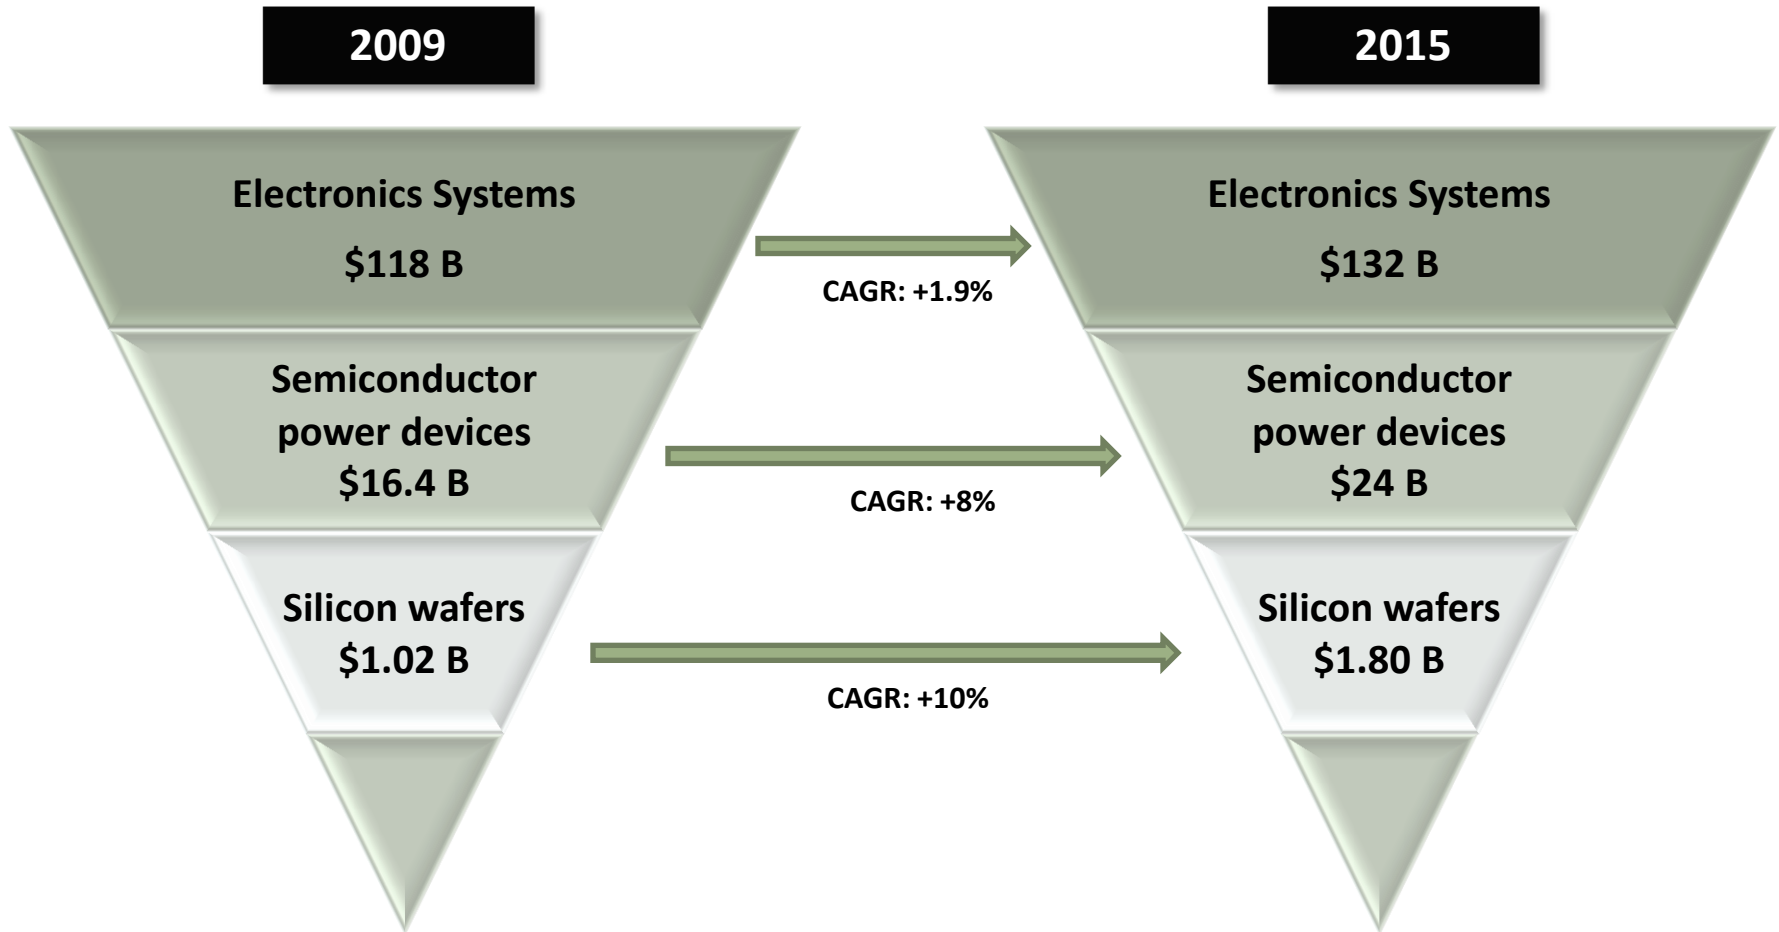 2009
2015
Electronics Systems
$118 B
Electronics Systems
$132 B
CAGR: +1.9%
Semiconductor
power devices
$16.4 B
Semiconductor
power devices
$24 B
CAGR: +8%
Silicon wafers
$1.02 B
Silicon wafers
$1.80 B
CAGR: +10%